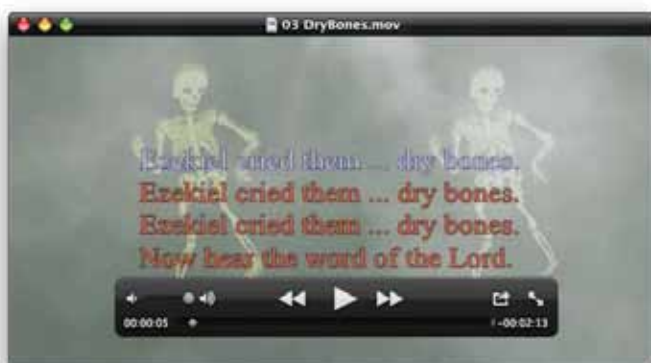 03 DryBones.mov
Ezekiel cried them ... dry bones.
Ezekiel cried them ... dry bones.
Ezekiel cried them ... dry bones.
Now hear the word of the Lord.
00:00:05 -00:02:13